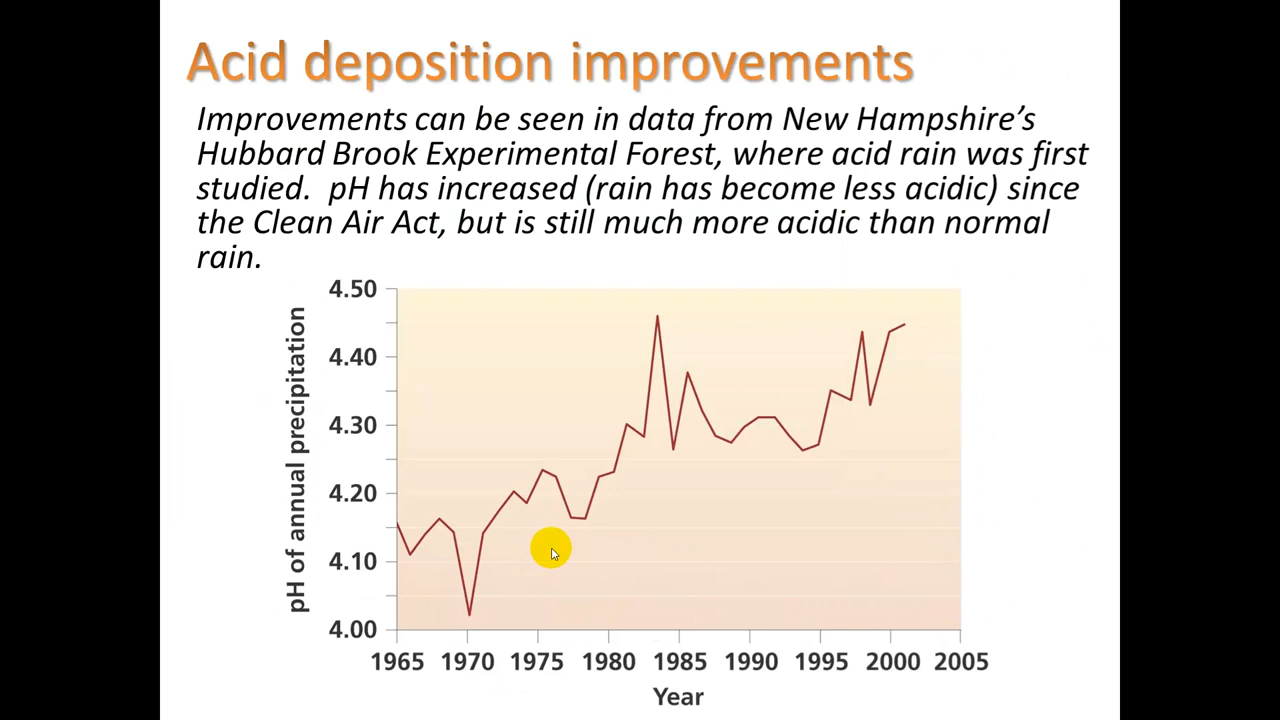 Acid deposition improvements
Improvements can be seen in data from New Hampshire's
Hubbard Brook Experimental Forest, where acid rain was first
studied.  pH has increased (rain has become less acidic) since
the Clean Air Act, but is still much more acidic than normal
rain.
pH of annual precipitation
4.50
4.40
4.30
4.20
4.10
4.00
1965 1970 1975 1980 1985 1990 1995 2000 2005
Year